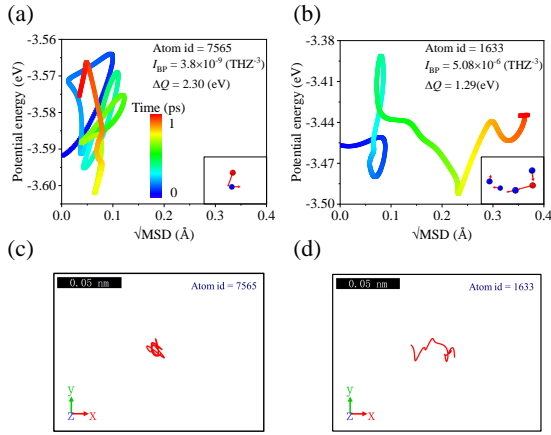 (a)
Atom id = 7565
I_BP = 3.8×10^-9 (THZ^-3)
ΔQ = 2.30 (eV)
Time (ps)
1
0
Potential energy (eV)
-3.56
-3.57
-3.58
-3.59
-3.60
0.0 0.1 0.2 0.3 0.4
√MSD (Å)
(b)
Atom id = 1633
I_BP = 5.08×10^-6 (THZ^-3)
ΔQ = 1.29(eV)
Potential energy (eV)
-3.38
-3.41
-3.44
-3.47
-3.50
0.0 0.1 0.2 0.3 0.4
√MSD (Å)
(c)
0.05 nm
Atom id = 7565
y
Z X
(d)
0.05 nm
Atom id = 1633
y
Z X